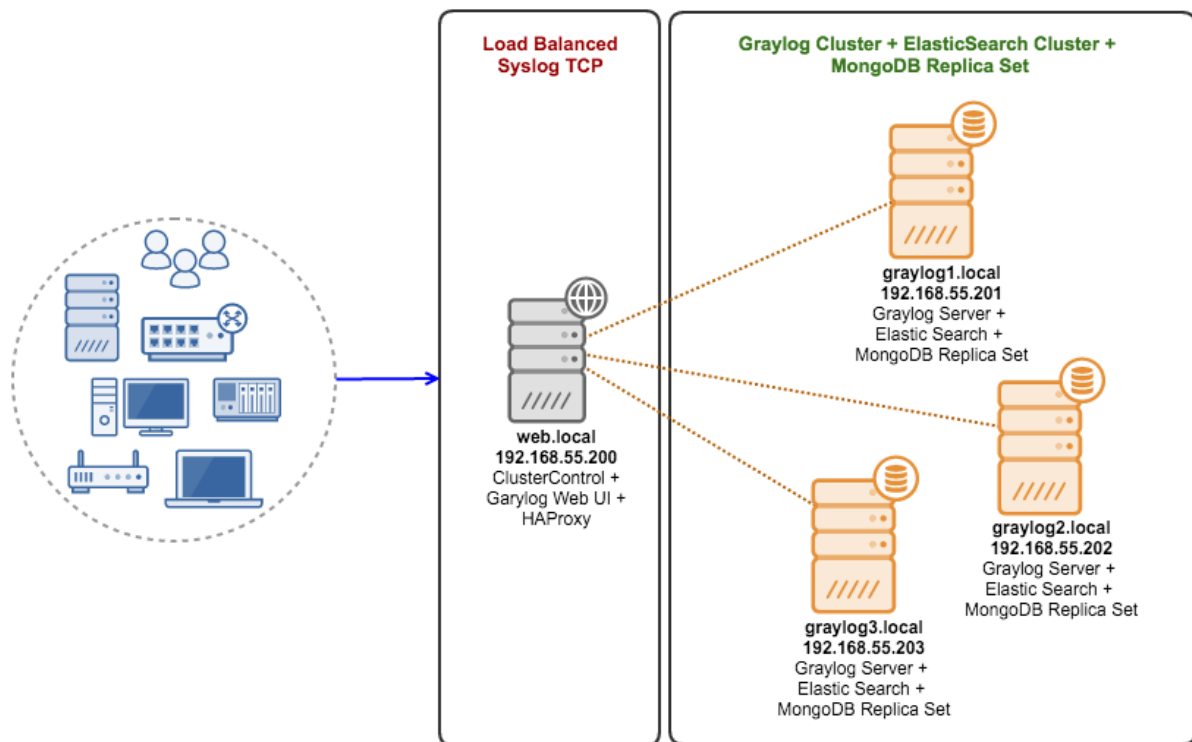 Load Balanced
Syslog TCP
Graylog Cluster + ElasticSearch Cluster +
MongoDB Replica Set
graylog1.local
192.168.55.201
Graylog Server +
Elastic Search +
MongoDB Replica Set
web.local
192.168.55.200
ClusterControl +
Garylog Web UI +
HAProxy
graylog2.local
192.168.55.202
Graylog Server +
Elastic Search +
MongoDB Replica Set
graylog3.local
192.168.55.203
Graylog Server +
Elastic Search +
MongoDB Replica Set